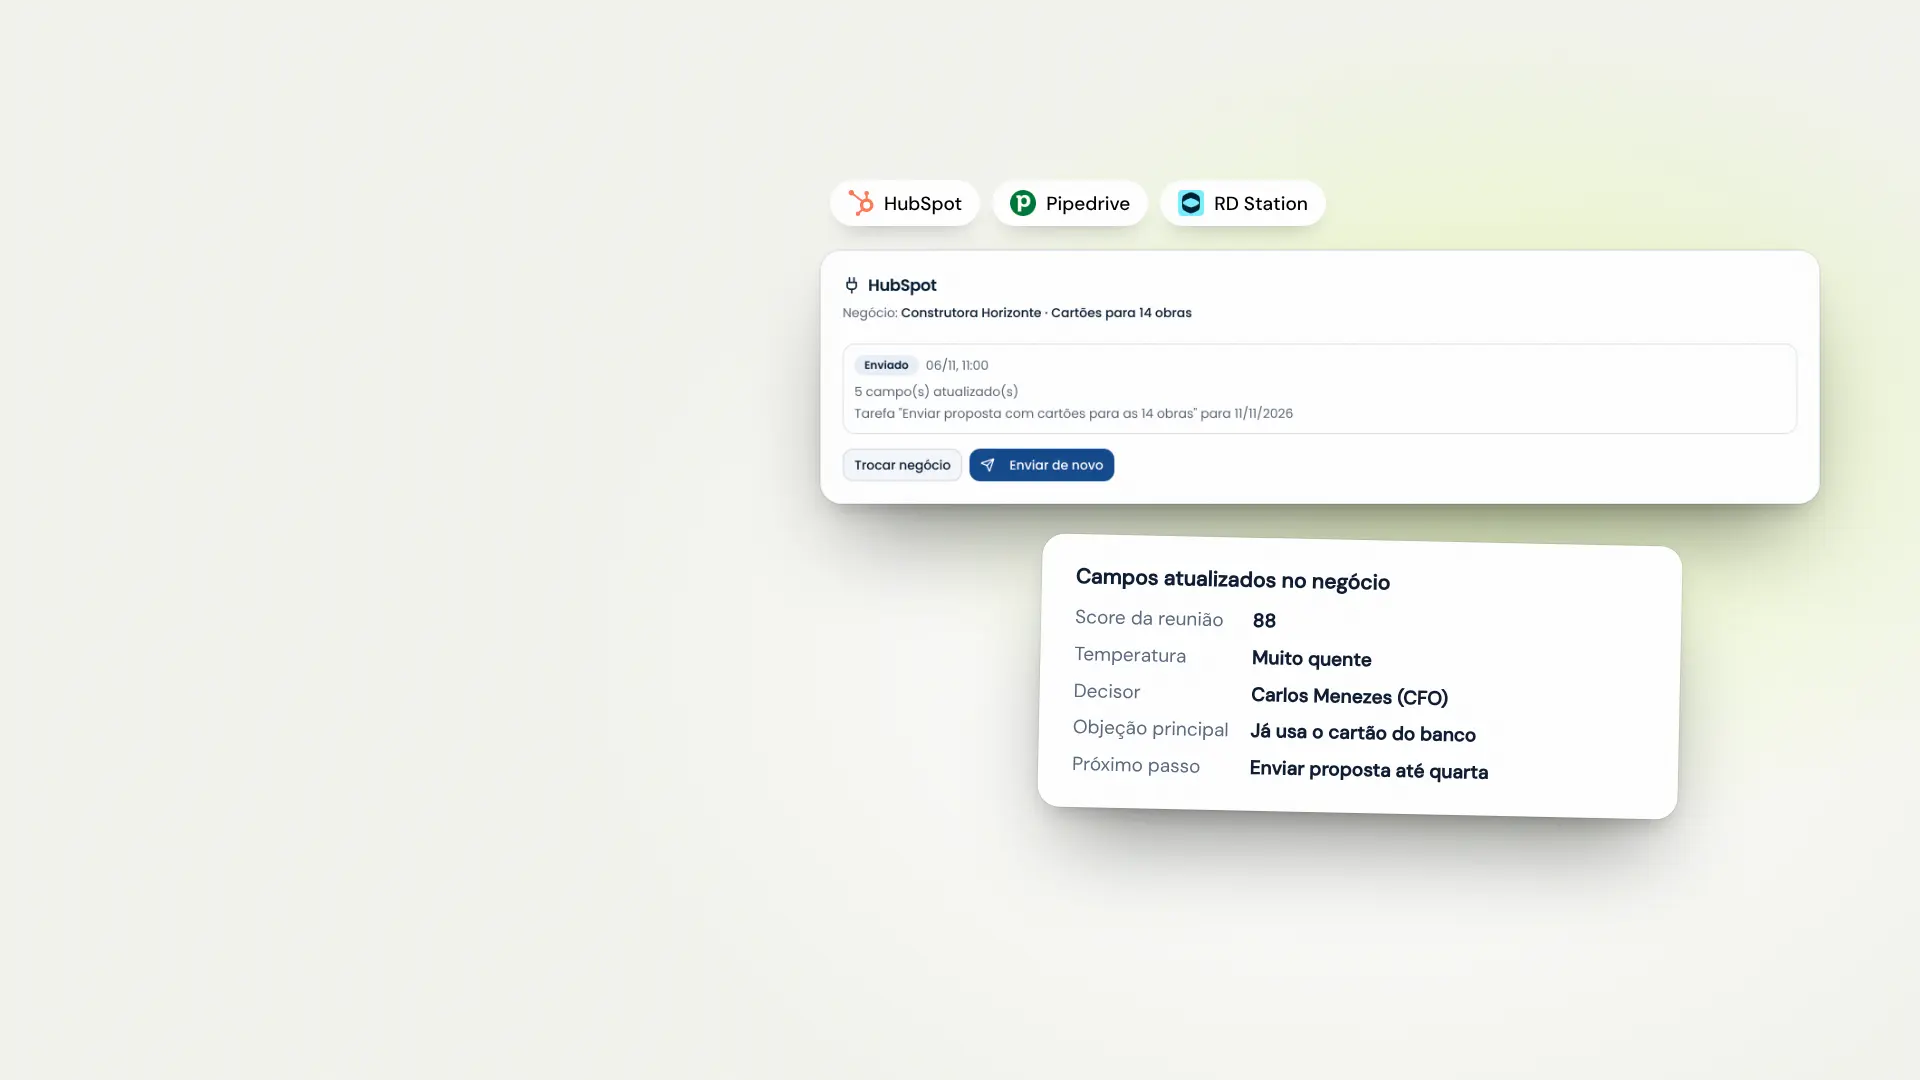 HubSpot
Pipedrive
RD Station
HubSpot
Negócio: Construtora Horizonte · Cartões para 14 obras
Enviado 06/11, 11:00
5 campo(s) atualizado(s)
Tarefa "Enviar proposta com cartões para as 14 obras" para 11/11/2026
Trocar negócio
Enviar de novo
Campos atualizados no negócio
Score da reunião 88
Temperatura Muito quente
Decisor Carlos Menezes (CFO)
Objeção principal Já usa o cartão do banco
Próximo passo Enviar proposta até quarta